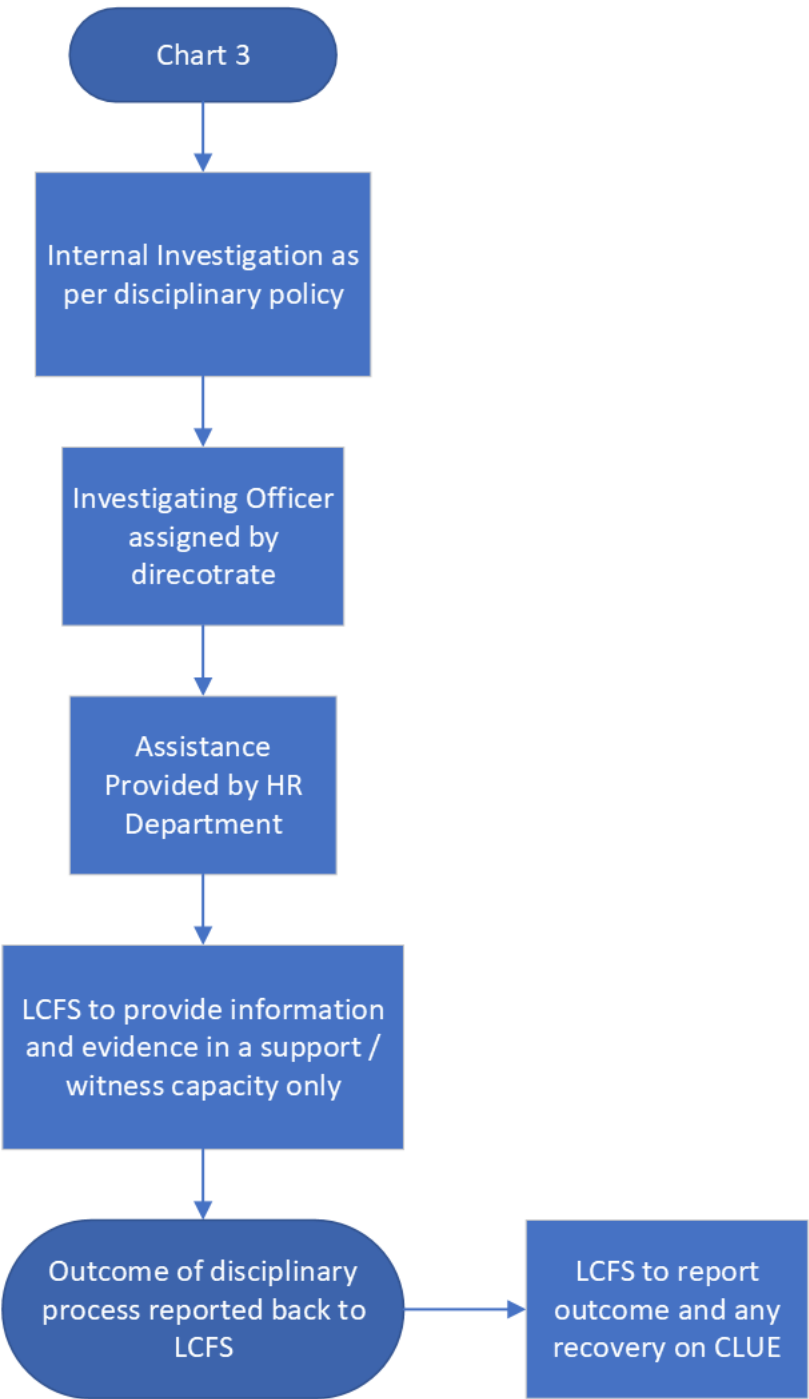 Chart 3
Internal Investigation as
per disciplinary policy
Investigating Officer
assigned by
direcotrate
Assistance
Provided by HR
Department
LCFS to provide information
and evidence in a support /
witness capacity only
Outcome of disciplinary
process reported back to
LCFS
LCFS to report
outcome and any
recovery on CLUE